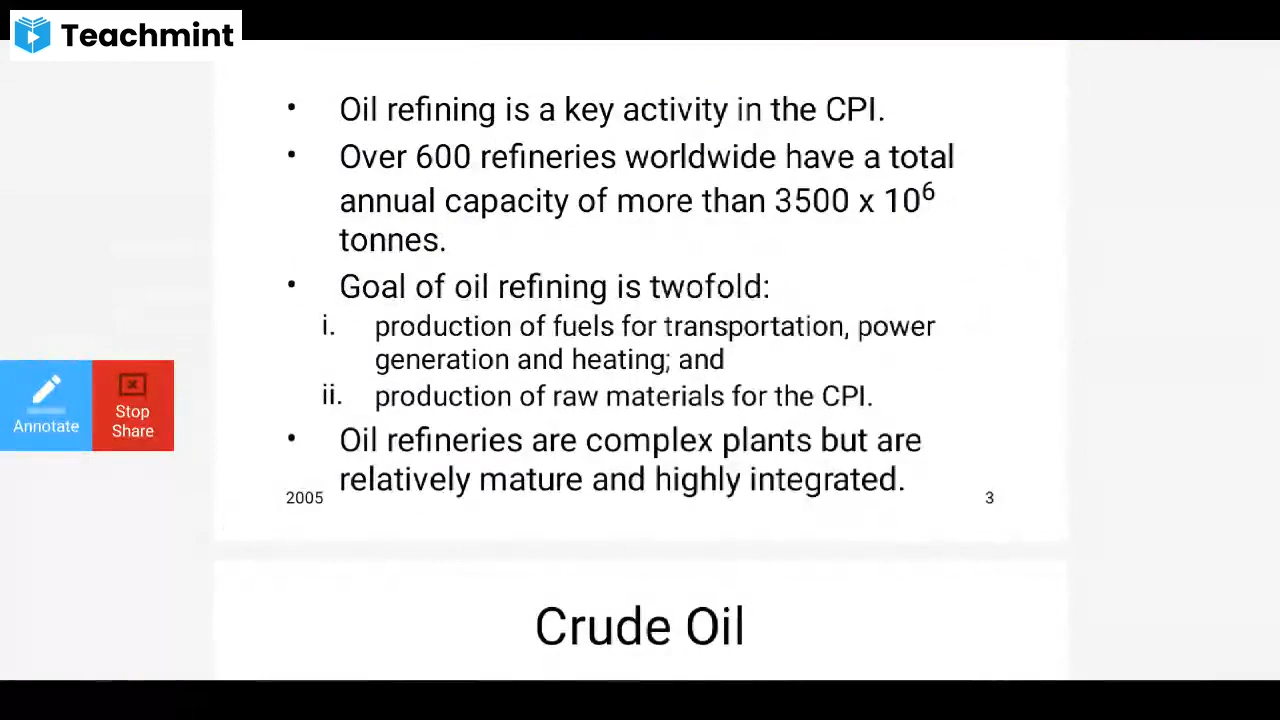 Teachmint
• Oil refining is a key activity in the CPI.
• Over 600 refineries worldwide have a total
annual capacity of more than 3500 x 10⁶
tonnes.
• Goal of oil refining is twofold:
i. production of fuels for transportation, power
generation and heating; and
ii. production of raw materials for the CPI.
• Oil refineries are complex plants but are
relatively mature and highly integrated.
2005 3
Annotate
Stop
Share
Crude Oil